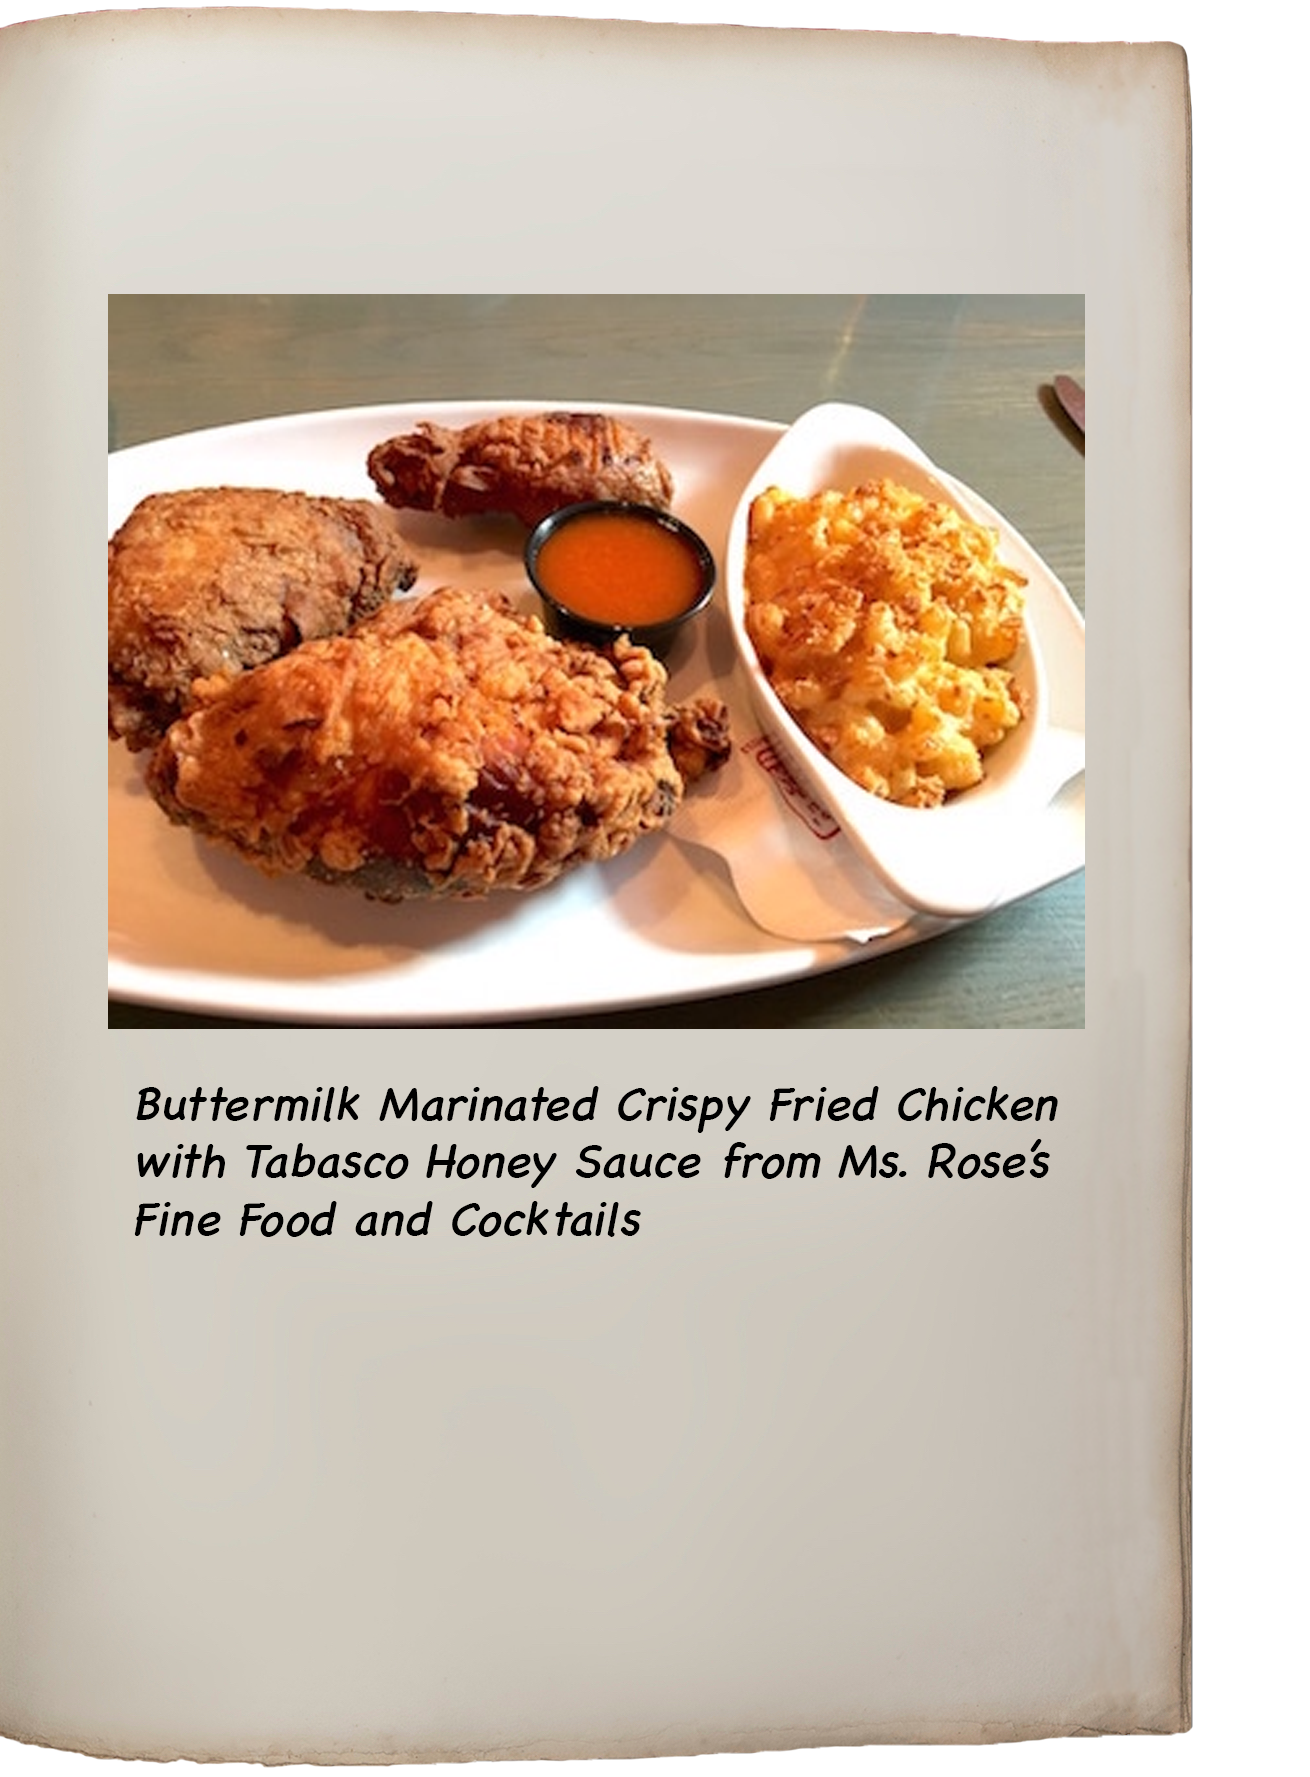 Buttermilk Marinated Crispy Fried Chicken
with Tabasco Honey Sauce from Ms. Rose's
Fine Food and Cocktails